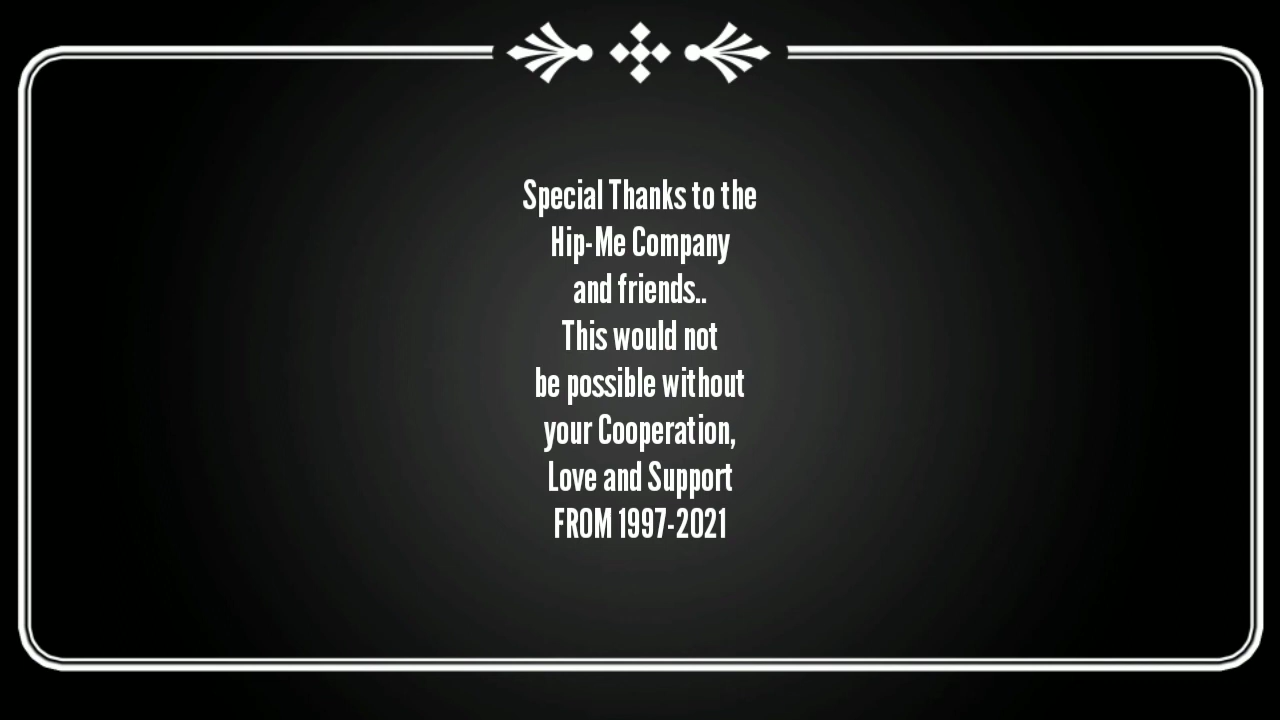 Special Thanks to the
Hip-Me Company
and friends..
This would not
be possible without
your Cooperation,
Love and Support
FROM 1997-2021